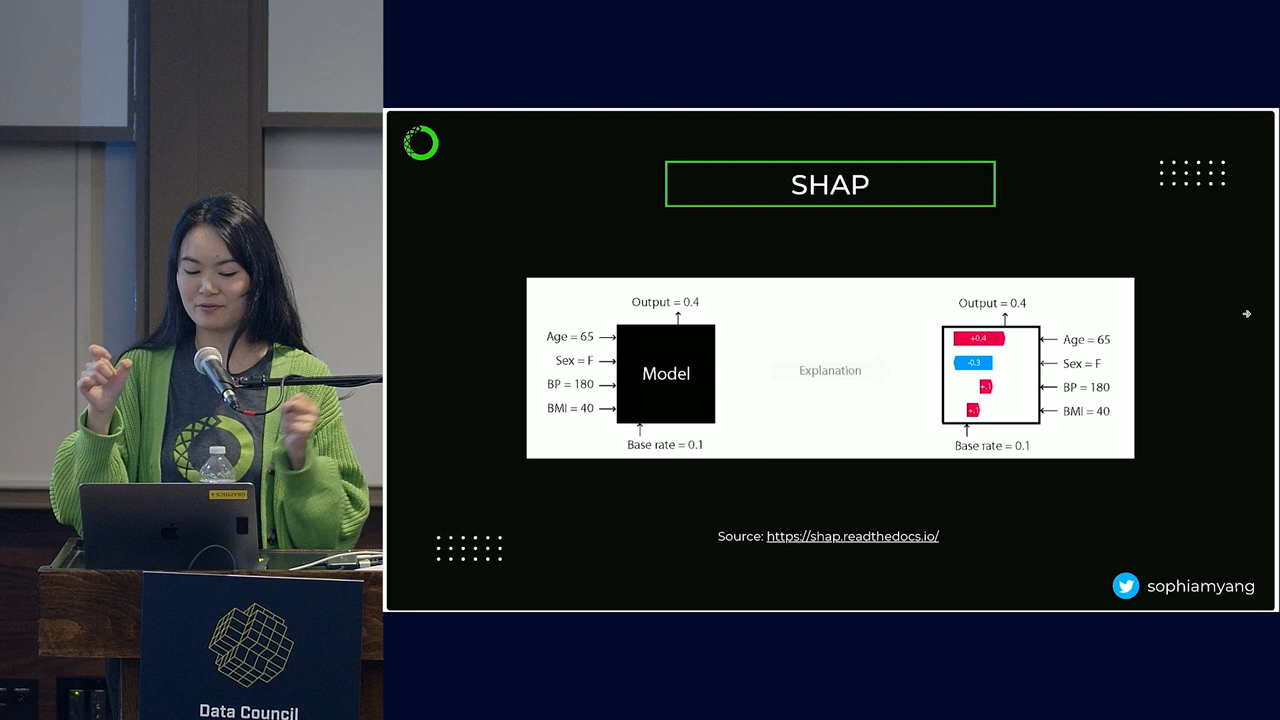 SHAP
Output = 0.4
Age = 65
Sex = F
BP = 180
BMI = 40
Model
Base rate = 0.1
Explanation
Output = 0.4
+0.4
-0.3
+.1
+.1
Age = 65
Sex = F
BP = 180
BMI = 40
Base rate = 0.1
Source: https://shap.readthedocs.io/
sophiamyang
Data Council